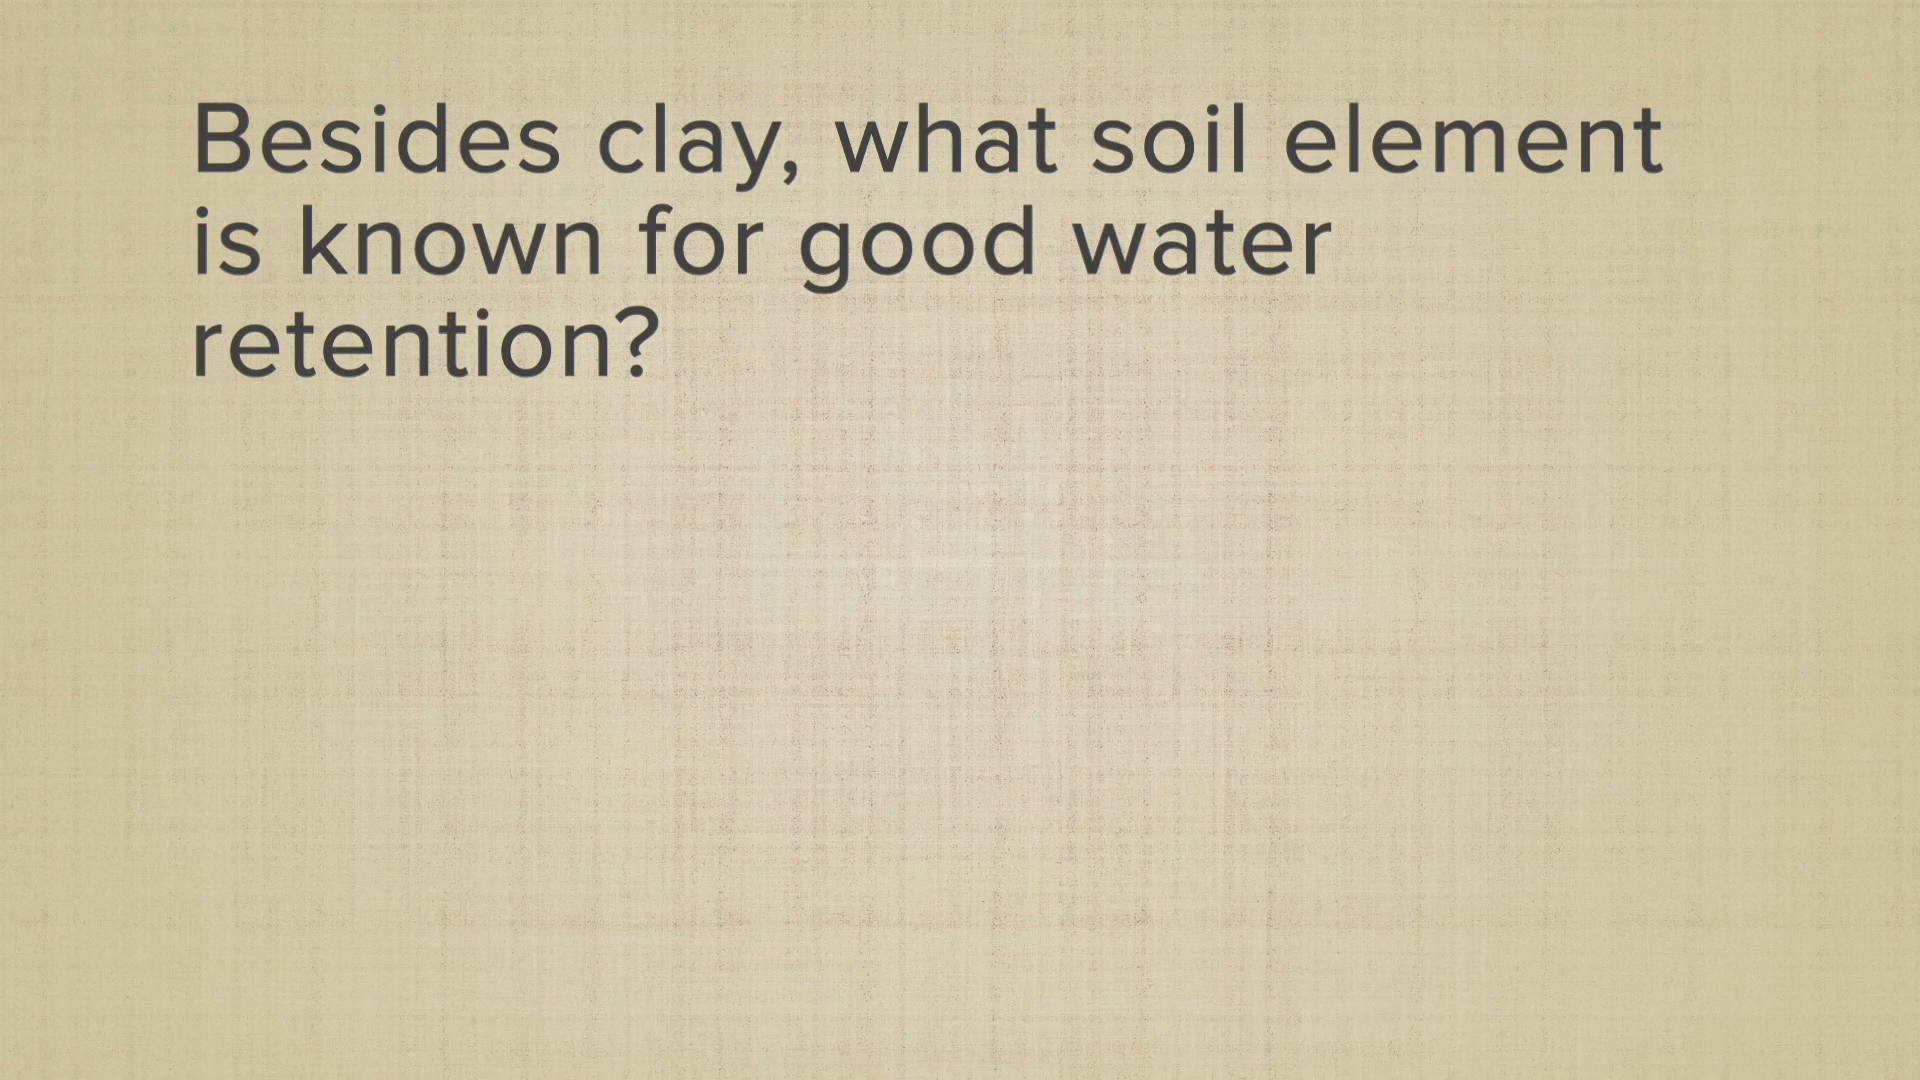 Besides clay, what soil element
is known for good water
retention?